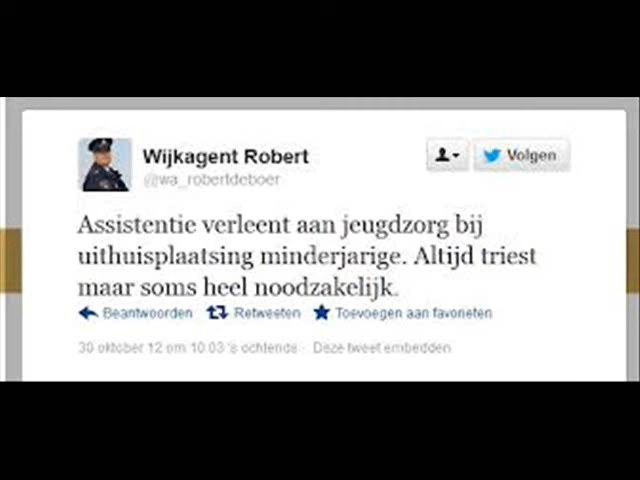 Wijkagent Robert
@wa_robertdeboer
Volgen
Assistentie verleent aan jeugdzorg bij
uithuisplaatsing minderjarige. Altijd triest
maar soms heel noodzakelijk.
Beantwoorden Retweeten Toevoegen aan favorieten
30 oktober 12 om 10:03 's ochtends · Deze tweet embedden